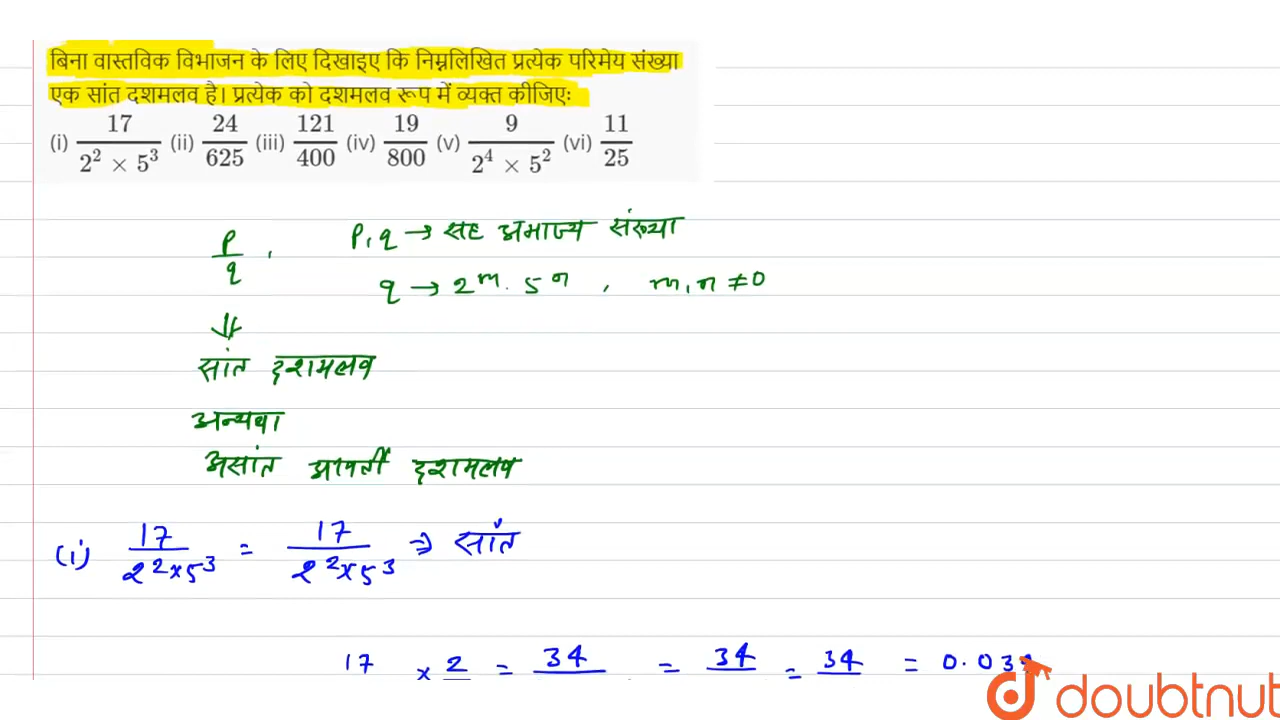 बिना वास्तविक विभाजन के लिए दिखाइए कि निम्नलिखित प्रत्येक परिमेय संख्या
एक सांत दशमलव है। प्रत्येक को दशमलव रूप में व्यक्त कीजिएः
(i) 17/(2² × 5³) (ii) 24/625 (iii) 121/400 (iv) 19/800 (v) 9/(2⁴ × 5²) (vi) 11/25
p/q , p,q → सह अभाज्य संख्या
q → 2ᵐ. 5ⁿ , m,n ≠ 0
⇓
सांत दशमलव
अन्यथा
असांत आवर्ती दशमलव
(i) 17/(2²×5³) = 17/(2²×5³) ⇒ सांत
17 × 2 = 34 = 34 = 34 = 0.034
doubtnut